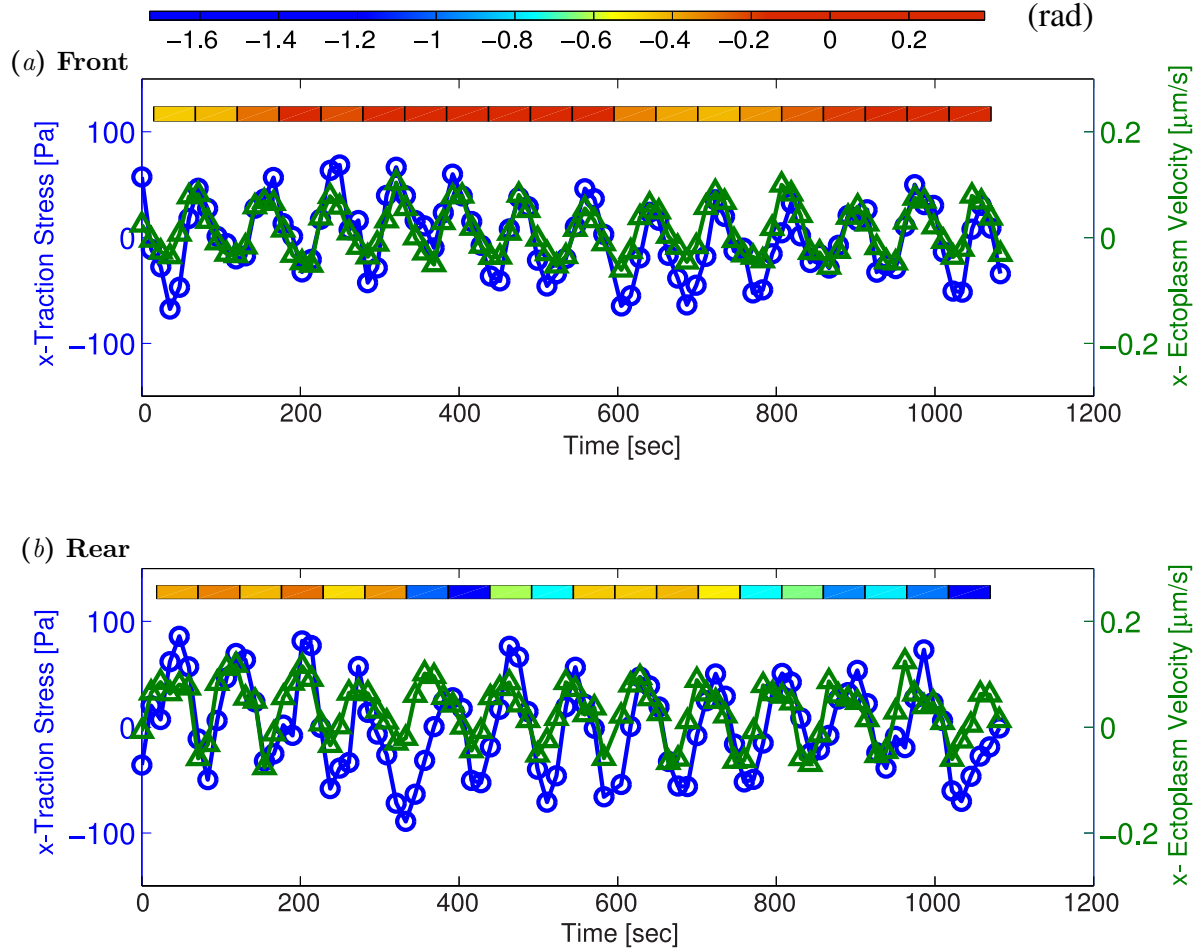 (rad)
−1.6 −1.4 −1.2 −1 −0.8 −0.6 −0.4 −0.2 0 0.2
(a) Front
x-Traction Stress [Pa]
100
0
−100
0.2
0
−0.2
x- Ectoplasm Velocity [µm/s]
0 200 400 600 800 1000 1200
Time [sec]
(b) Rear
x-Traction Stress [Pa]
100
0
−100
0.2
0
−0.2
x- Ectoplasm Velocity [µm/s]
0 200 400 600 800 1000 1200
Time [sec]